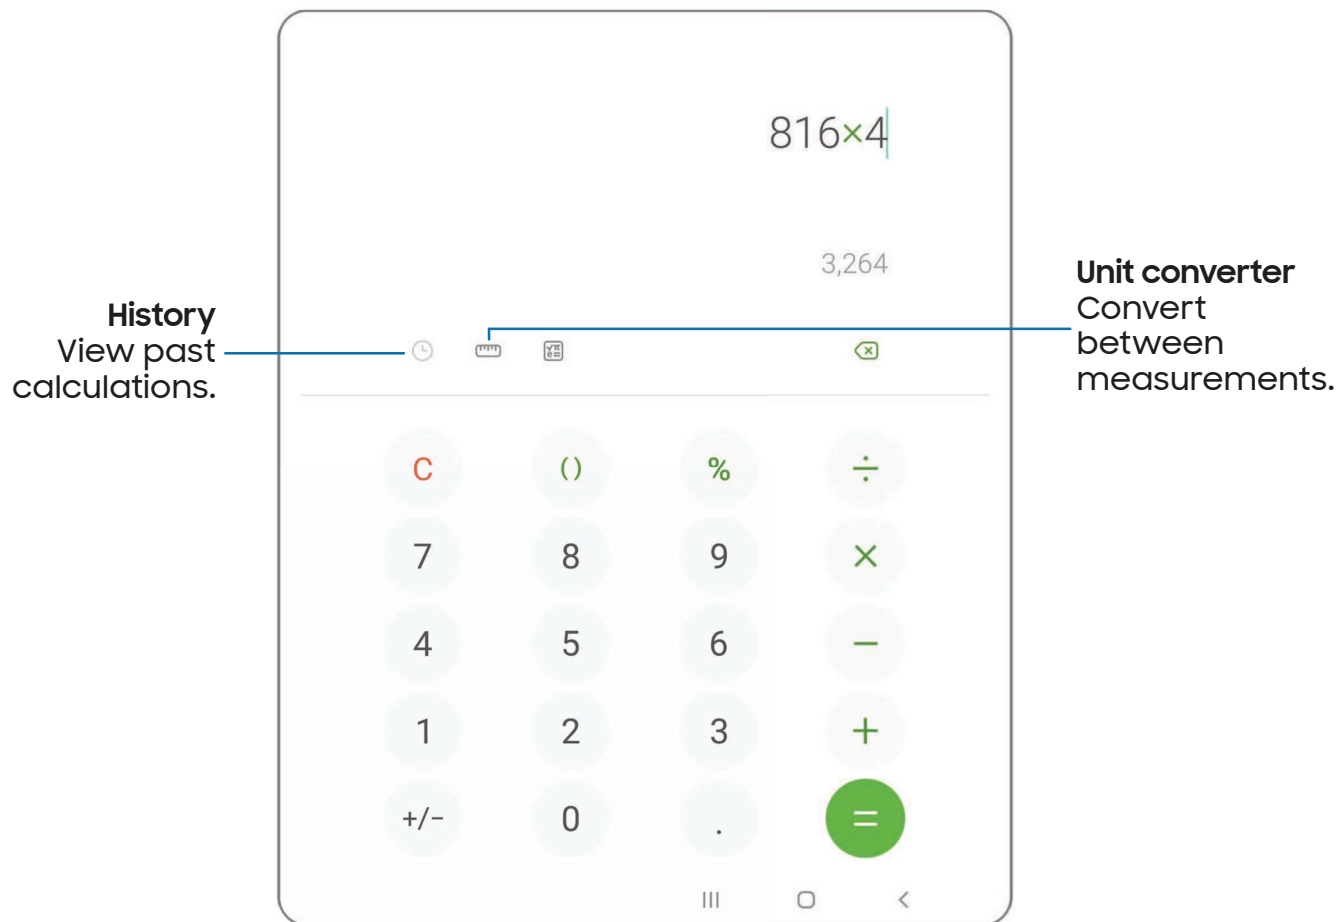 816×4
3,264
History
View past
calculations.
Unit converter
Convert
between
measurements.
C () % ÷
7 8 9 ×
4 5 6 −
1 2 3 +
+/− 0 . =